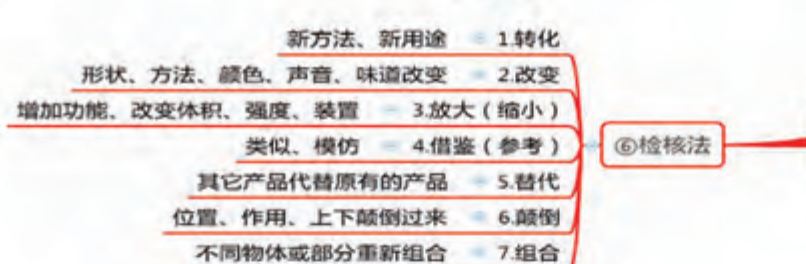 新方法、新用途 1.转化
形状、方法、颜色、声音、味道改变 2.改变
增加功能、改变体积、强度、装置 3.放大（缩小）
类似、模仿 4.借鉴（参考）
其它产品代替原有的产品 5.替代
位置、作用、上下颠倒过来 6.颠倒
不同物体或部分重新组合 7.组合
⑥检核法